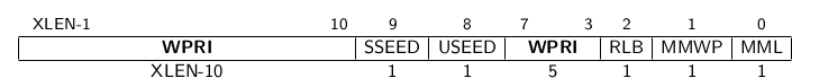 XLEN-1 10 9 8 7 3 2 1 0
WPRI SSEED USEED WPRI RLB MMWP MML
XLEN-10 1 1 5 1 1 1